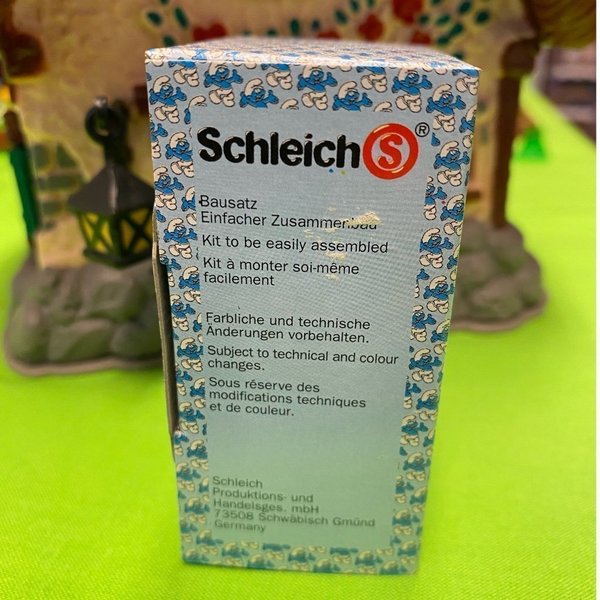 Schleich S®
Bausatz
Einfacher Zusammenbau
Kit to be easily assembled
Kit à monter soi-même
facilement
Farbliche und technische
Änderungen vorbehalten.
Subject to technical and colour
changes.
Sous réserve des
modifications techniques
et de couleur.
Schleich
Produktions- und
Handelsges. mbH
73508 Schwäbisch Gmünd
Germany